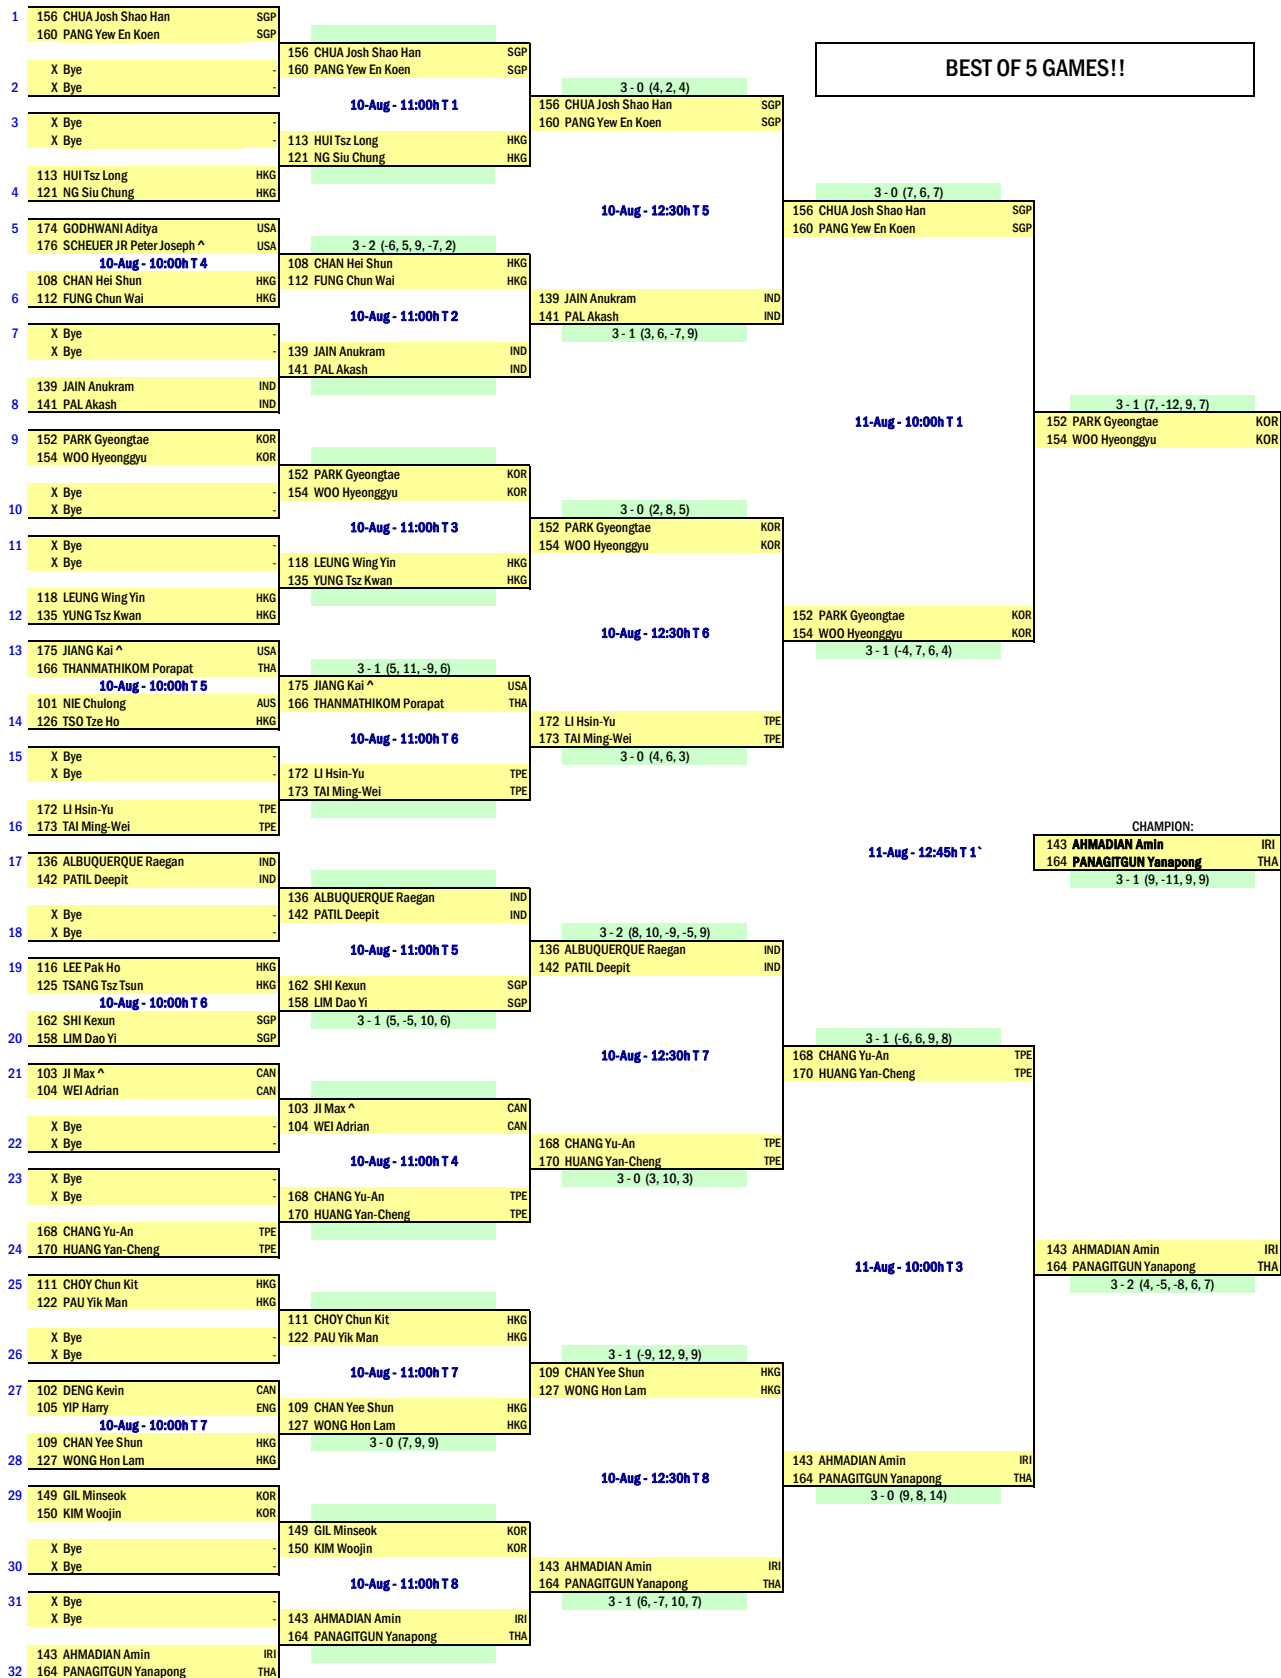 BEST OF 5 GAMES!!
1 156 CHUA Josh Shao Han SGP
160 PANG Yew En Koen SGP
X Bye -
2 X Bye -
3 X Bye -
X Bye -
113 HUI Tsz Long HKG
4 121 NG Siu Chung HKG
5 174 GODHWANI Aditya USA
176 SCHEUER JR Peter Joseph ^ USA
10-Aug - 10:00h T 4
108 CHAN Hei Shun HKG
6 112 FUNG Chun Wai HKG
7 X Bye -
X Bye -
139 JAIN Anukram IND
8 141 PAL Akash IND
9 152 PARK Gyeongtae KOR
154 WOO Hyeonggyu KOR
X Bye -
10 X Bye -
11 X Bye -
X Bye -
118 LEUNG Wing Yin HKG
12 135 YUNG Tsz Kwan HKG
13 175 JIANG Kai ^ USA
166 THANMATHIKOM Porapat THA
10-Aug - 10:00h T 5
101 NIE Chulong AUS
14 126 TSO Tze Ho HKG
15 X Bye -
X Bye -
172 LI Hsin-Yu TPE
16 173 TAI Ming-Wei TPE
17 136 ALBUQUERQUE Raegan IND
142 PATIL Deepit IND
X Bye -
18 X Bye -
19 116 LEE Pak Ho HKG
125 TSANG Tsz Tsun HKG
10-Aug - 10:00h T 6
162 SHI Kexun SGP
20 158 LIM Dao Yi SGP
21 103 JI Max ^ CAN
104 WEI Adrian CAN
X Bye -
22 X Bye -
23 X Bye -
X Bye -
168 CHANG Yu-An TPE
24 170 HUANG Yan-Cheng TPE
25 111 CHOY Chun Kit HKG
122 PAU Yik Man HKG
X Bye -
26 X Bye -
27 102 DENG Kevin CAN
105 YIP Harry ENG
10-Aug - 10:00h T 7
109 CHAN Yee Shun HKG
28 127 WONG Hon Lam HKG
29 149 GIL Minseok KOR
150 KIM Woojin KOR
X Bye -
30 X Bye -
31 X Bye -
X Bye -
143 AHMADIAN Amin IRI
32 164 PANAGITGUN Yanapong THA
156 CHUA Josh Shao Han SGP
160 PANG Yew En Koen SGP
10-Aug - 11:00h T 1
113 HUI Tsz Long HKG
121 NG Siu Chung HKG
3 - 2 (-6, 5, 9, -7, 2)
108 CHAN Hei Shun HKG
112 FUNG Chun Wai HKG
10-Aug - 11:00h T 2
139 JAIN Anukram IND
141 PAL Akash IND
152 PARK Gyeongtae KOR
154 WOO Hyeonggyu KOR
10-Aug - 11:00h T 3
118 LEUNG Wing Yin HKG
135 YUNG Tsz Kwan HKG
3 - 1 (5, 11, -9, 6)
175 JIANG Kai ^ USA
166 THANMATHIKOM Porapat THA
10-Aug - 11:00h T 6
172 LI Hsin-Yu TPE
173 TAI Ming-Wei TPE
136 ALBUQUERQUE Raegan IND
142 PATIL Deepit IND
10-Aug - 11:00h T 5
162 SHI Kexun SGP
158 LIM Dao Yi SGP
3 - 1 (5, -5, 10, 6)
103 JI Max ^ CAN
104 WEI Adrian CAN
10-Aug - 11:00h T 4
168 CHANG Yu-An TPE
170 HUANG Yan-Cheng TPE
111 CHOY Chun Kit HKG
122 PAU Yik Man HKG
10-Aug - 11:00h T 7
109 CHAN Yee Shun HKG
127 WONG Hon Lam HKG
3 - 0 (7, 9, 9)
149 GIL Minseok KOR
150 KIM Woojin KOR
10-Aug - 11:00h T 8
143 AHMADIAN Amin IRI
164 PANAGITGUN Yanapong THA
3 - 0 (4, 2, 4)
156 CHUA Josh Shao Han SGP
160 PANG Yew En Koen SGP
10-Aug - 12:30h T 5
139 JAIN Anukram IND
141 PAL Akash IND
3 - 1 (3, 6, -7, 9)
3 - 0 (2, 8, 5)
152 PARK Gyeongtae KOR
154 WOO Hyeonggyu KOR
10-Aug - 12:30h T 6
172 LI Hsin-Yu TPE
173 TAI Ming-Wei TPE
3 - 0 (4, 6, 3)
3 - 2 (8, 10, -9, -5, 9)
136 ALBUQUERQUE Raegan IND
142 PATIL Deepit IND
10-Aug - 12:30h T 7
168 CHANG Yu-An TPE
170 HUANG Yan-Cheng TPE
3 - 0 (3, 10, 3)
3 - 1 (-9, 12, 9, 9)
109 CHAN Yee Shun HKG
127 WONG Hon Lam HKG
10-Aug - 12:30h T 8
143 AHMADIAN Amin IRI
164 PANAGITGUN Yanapong THA
3 - 1 (6, -7, 10, 7)
3 - 0 (7, 6, 7)
156 CHUA Josh Shao Han SGP
160 PANG Yew En Koen SGP
11-Aug - 10:00h T 1
152 PARK Gyeongtae KOR
154 WOO Hyeonggyu KOR
3 - 1 (-4, 7, 6, 4)
3 - 1 (-6, 6, 9, 8)
168 CHANG Yu-An TPE
170 HUANG Yan-Cheng TPE
11-Aug - 10:00h T 3
143 AHMADIAN Amin IRI
164 PANAGITGUN Yanapong THA
3 - 0 (9, 8, 14)
3 - 1 (7, -12, 9, 7)
152 PARK Gyeongtae KOR
154 WOO Hyeonggyu KOR
11-Aug - 12:45h T 1`
CHAMPION:
143 AHMADIAN Amin IRI
164 PANAGITGUN Yanapong THA
3 - 1 (9, -11, 9, 9)
143 AHMADIAN Amin IRI
164 PANAGITGUN Yanapong THA
3 - 2 (4, -5, -8, 6, 7)